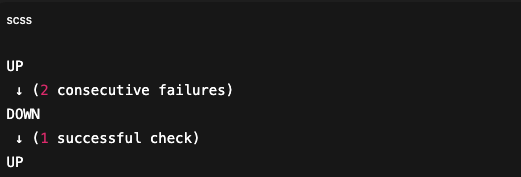 scss
UP
↓ (2 consecutive failures)
DOWN
↓ (1 successful check)
UP